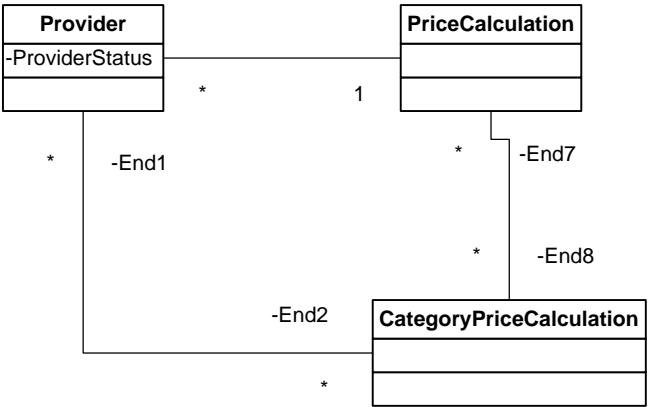 Provider
-ProviderStatus
PriceCalculation
*
1
*
-End1
*
-End7
*
-End8
-End2
*
CategoryPriceCalculation